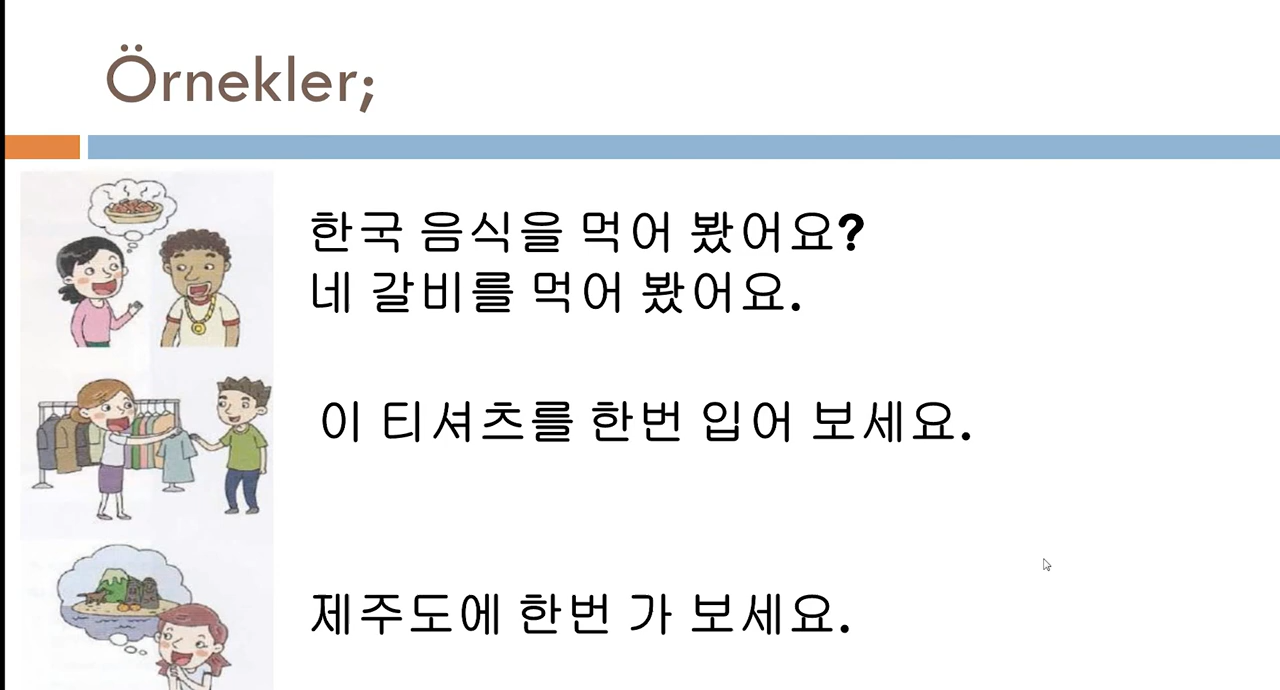 Örnekler;
한국 음식을 먹어 봤어요?
네 갈비를 먹어 봤어요.
이 티셔츠를 한번 입어 보세요.
제주도에 한번 가 보세요.